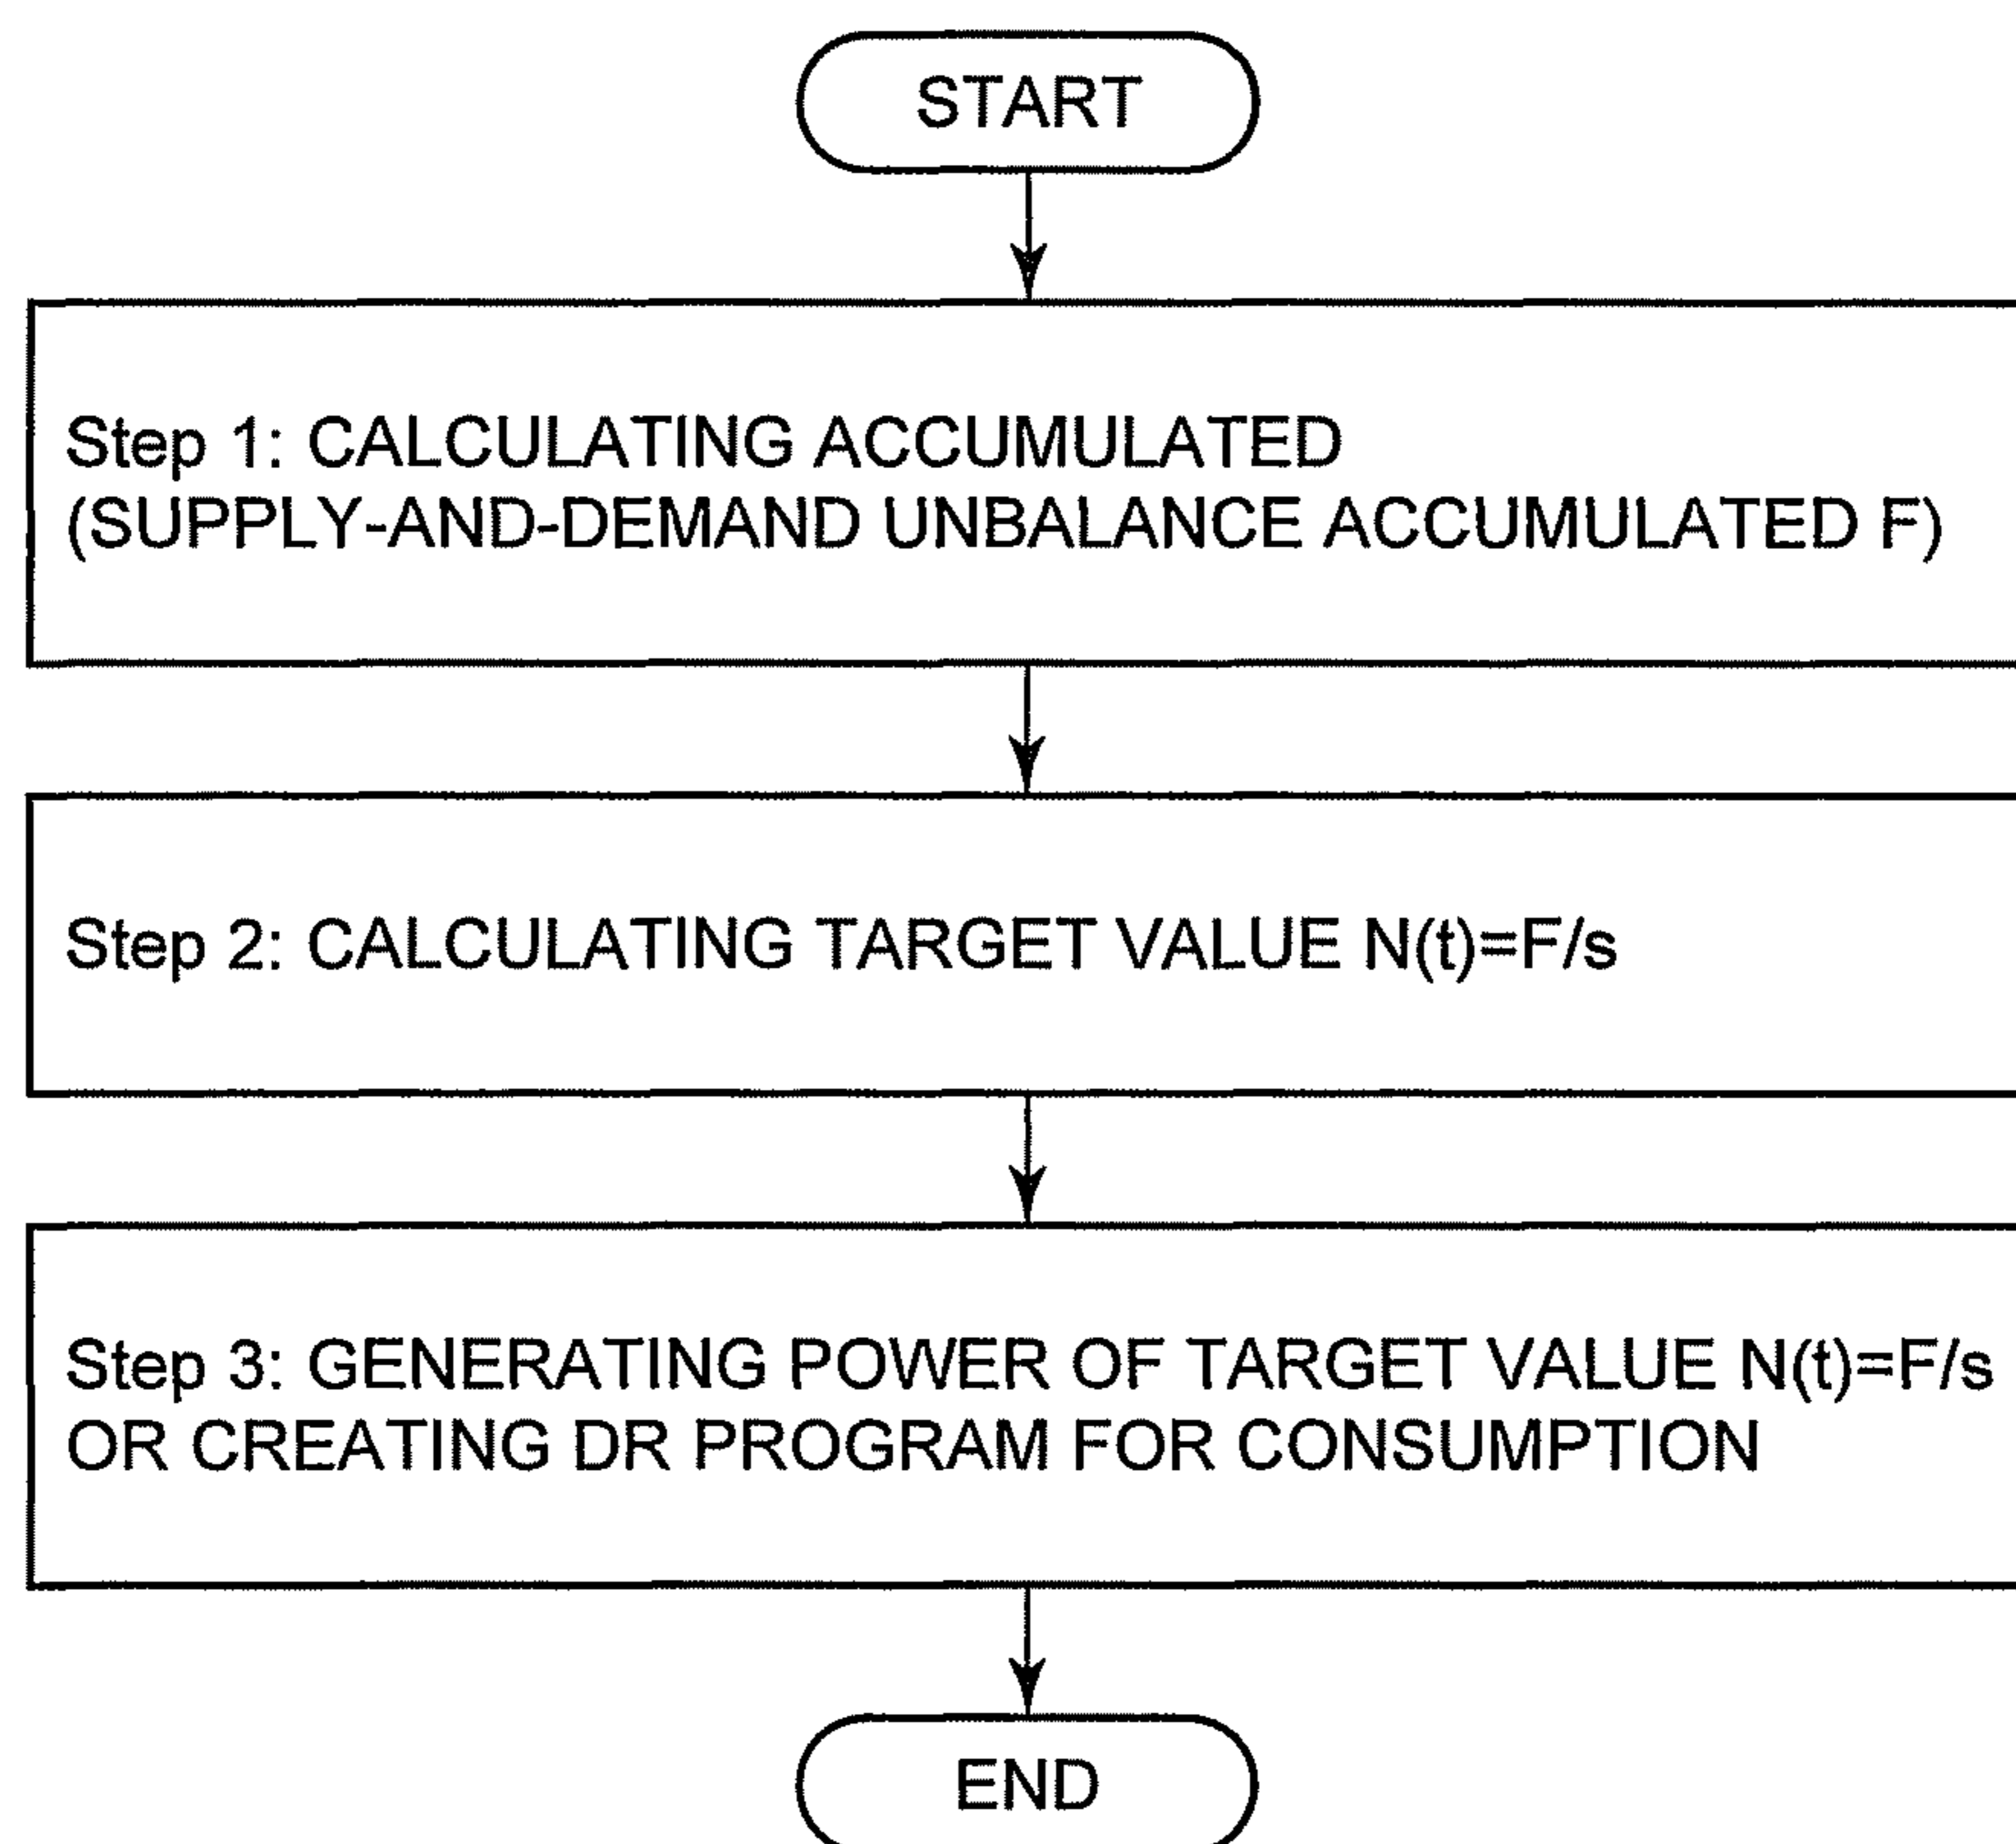 START
Step 1: CALCULATING ACCUMULATED
(SUPPLY-AND-DEMAND UNBALANCE ACCUMULATED F)
Step 2: CALCULATING TARGET VALUE N(t)=F/s
Step 3: GENERATING POWER OF TARGET VALUE N(t)=F/s
OR CREATING DR PROGRAM FOR CONSUMPTION
END